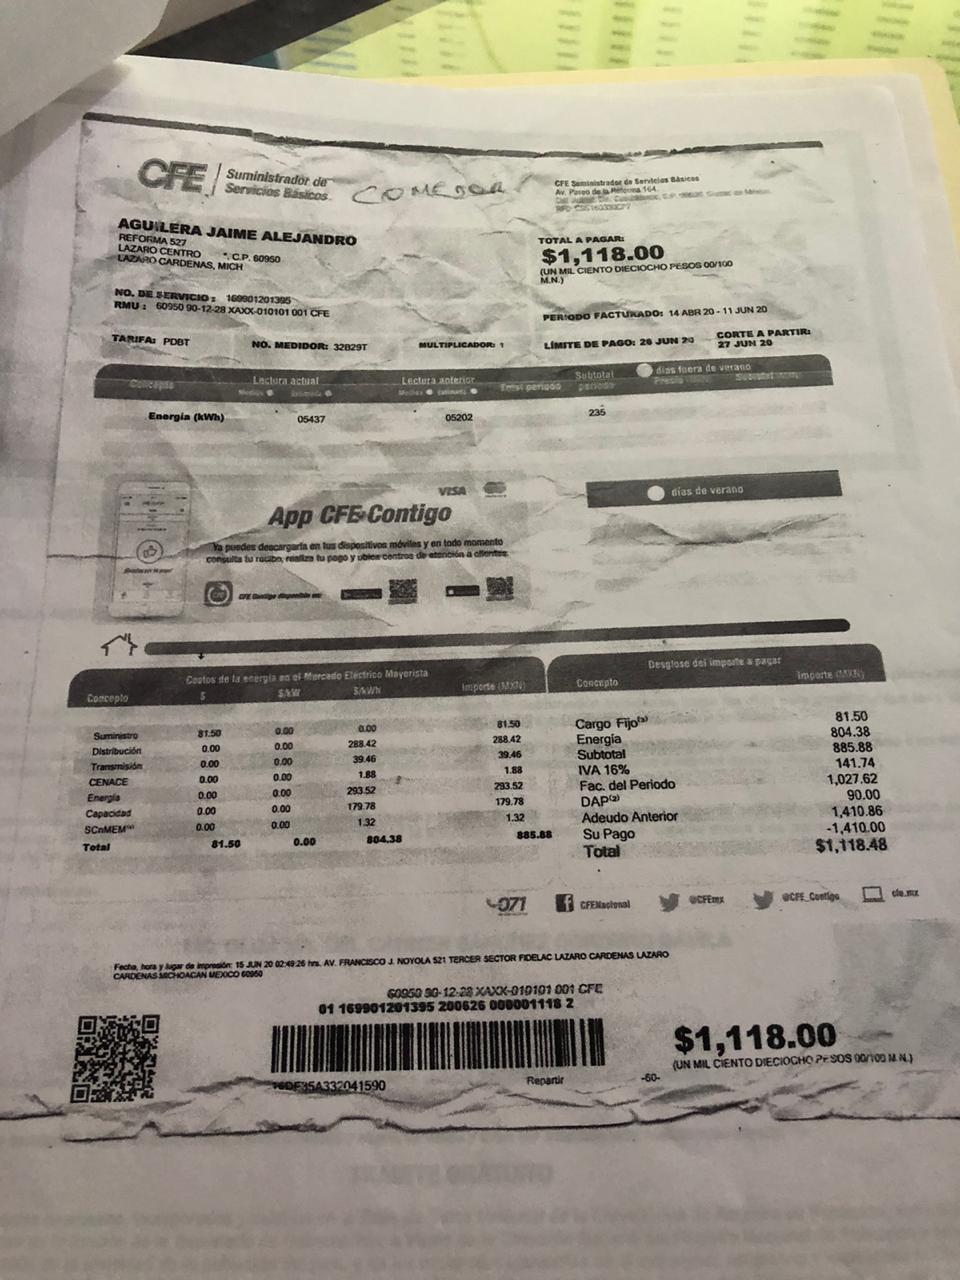 CFE Suministrador de
Servicios Básicos
COMEDOR
CFE Suministrador de Servicios Básicos
Av. Paseo de la Reforma 164,
AGUILERA JAIME ALEJANDRO
REFORMA 527
LAZARO CENTRO *, C.P. 60950
LAZARO CARDENAS, MICH
TOTAL A PAGAR:
$1,118.00
(UN MIL CIENTO DIECIOCHO PESOS 00/100
M.N.)
NO. DE SERVICIO : 169901201395
RMU : 60950 90-12-28 XAXX-010101 001 CFE
PERIODO FACTURADO: 14 ABR 20 - 11 JUN 20
TARIFA: PDBT NO. MEDIDOR: 32B29T MULTIPLICADOR: 1 LÍMITE DE PAGO: 26 JUN 20 CORTE A PARTIR:
27 JUN 20
Concepto Lectura actual Lectura anterior Total periodo Subtotal
periodo días fuera de verano
Medida Estimada Medida Estimada Precio (MXN) Subtotal (MXN)
Energía (kWh) 05437 05202 235
VISA
App CFE Contigo
Ya puedes descargarla en tus dispositivos móviles y en todo momento
consulta tu recibo, realiza tu pago y ubica centros de atención a clientes.
CFE Contigo disponible en:
días de verano
Costos de la energía en el Mercado Eléctrico Mayorista
Concepto $ $/kW $/kWh Importe (MXN)
Suministro 81.50 0.00 0.00 81.50
Distribución 0.00 0.00 288.42 288.42
Transmisión 0.00 0.00 39.46 39.46
CENACE 0.00 0.00 1.88 1.88
Energía 0.00 0.00 293.52 293.52
Capacidad 0.00 0.00 179.78 179.78
SCnMEM 0.00 0.00 1.32 1.32
Total 81.50 0.00 804.38 885.88
Desglose del importe a pagar
Concepto Importe (MXN)
Cargo Fijo 81.50
Energía 804.38
Subtotal 885.88
IVA 16% 141.74
Fac. del Periodo 1,027.62
DAP(2) 90.00
Adeudo Anterior 1,410.86
Su Pago -1,410.00
Total $1,118.48
071 CFENacional @CFEmx @CFE_Contigo cfe.mx
Fecha, hora y lugar de impresión: 15 JUN 20 02:49:26 hrs. AV. FRANCISCO J. NOYOLA 521 TERCER SECTOR FIDELAC LAZARO CARDENAS LAZARO
CARDENAS MICHOACAN MEXICO 60950
60950 90-12-28 XAXX-010101 001 CFE
01 169901201395 200626 000001118 2
16DF35A332041590
Repartir
-60-
$1,118.00
(UN MIL CIENTO DIECIOCHO PESOS 00/100 M.N.)
TRAMITE GRATUITO